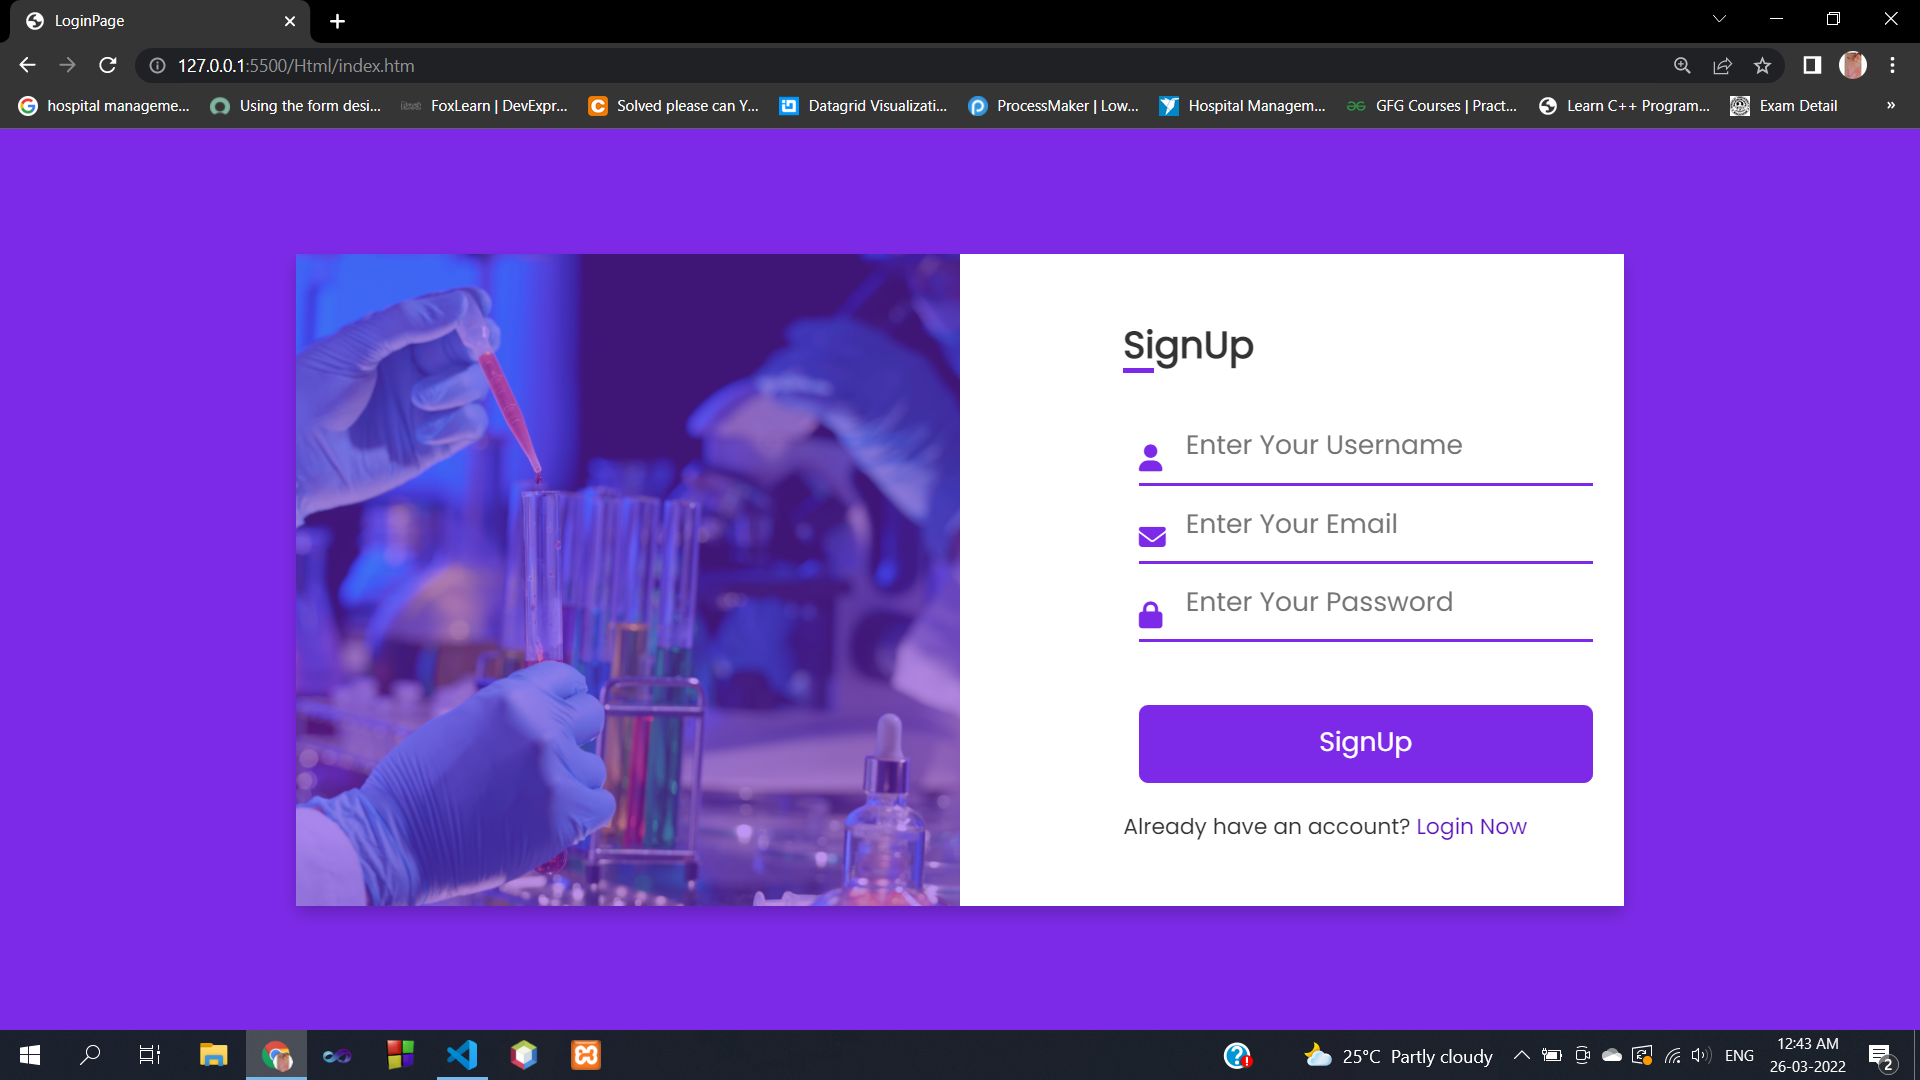 LoginPage
127.0.0.1:5500/Html/index.htm
hospital manageme...
Using the form desi...
FoxLearn | DevExpr...
Solved please can Y...
Datagrid Visualizati...
ProcessMaker | Low...
Hospital Managem...
GFG Courses | Pract...
Learn C++ Program...
Exam Detail
»
SignUp
Enter Your Username
Enter Your Email
Enter Your Password
SignUp
Already have an account? Login Now
25°C Partly cloudy
ENG
12:43 AM
26-03-2022
2